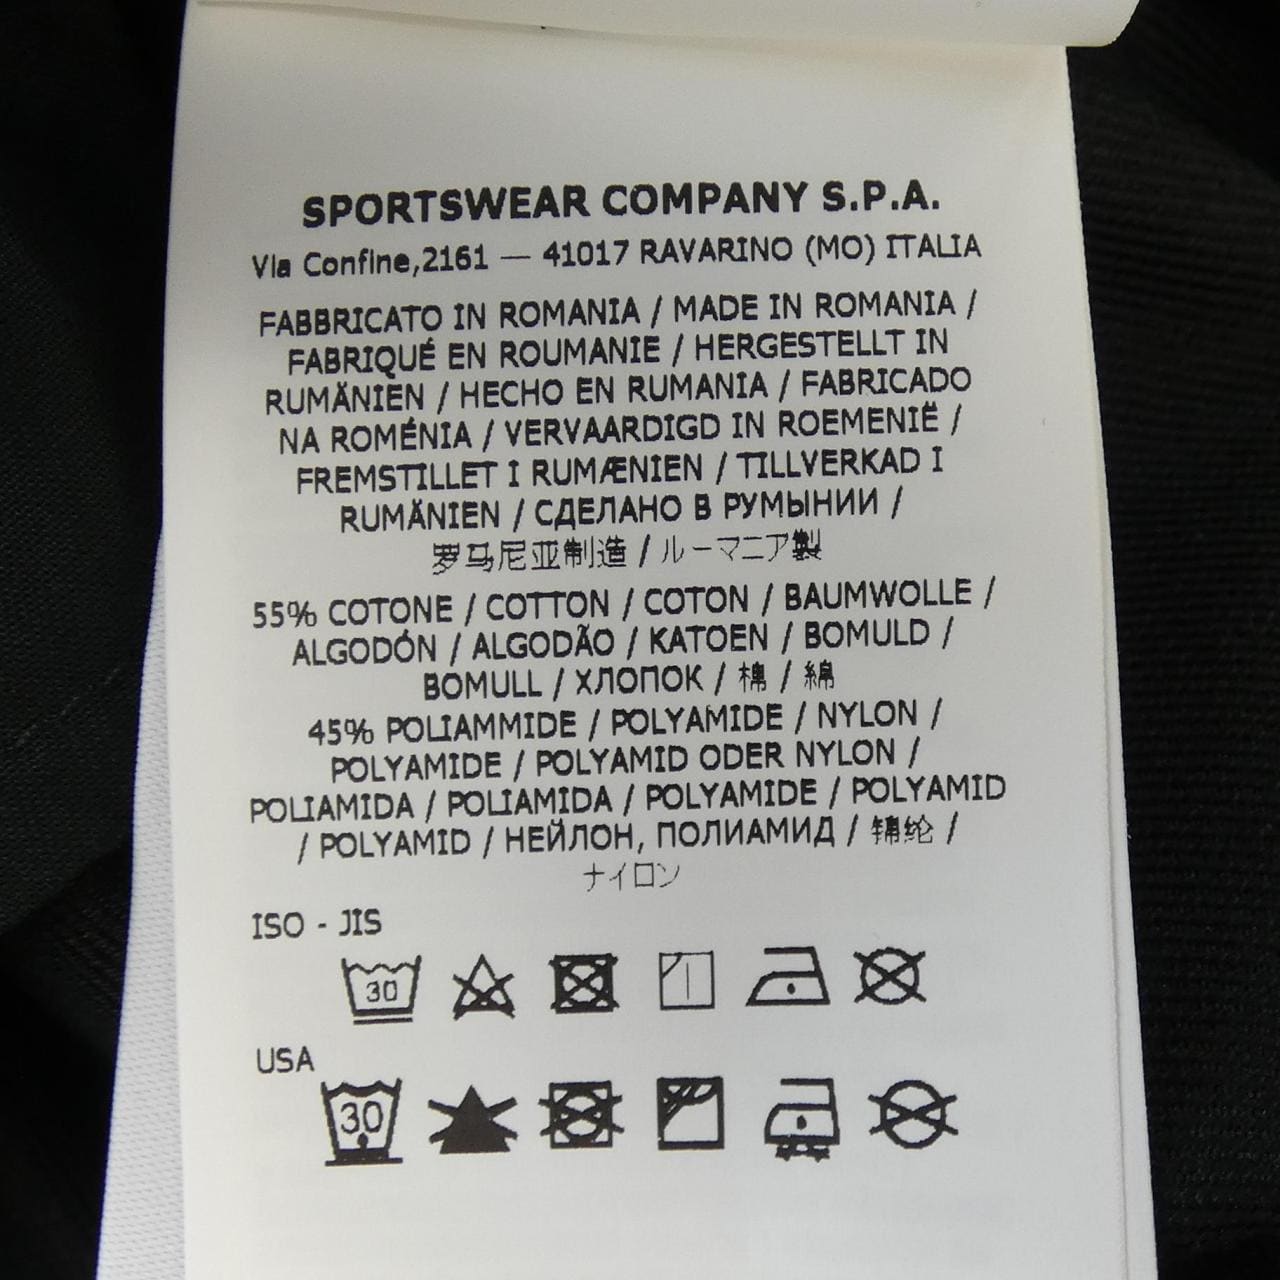 SPORTSWEAR COMPANY S.P.A.
Via Confine,2161 — 41017 RAVARINO (MO) ITALIA
FABBRICATO IN ROMANIA / MADE IN ROMANIA /
FABRIQUÉ EN ROUMANIE / HERGESTELLT IN
RUMÄNIEN / HECHO EN RUMANIA / FABRICADO
NA ROMÉNIA / VERVAARDIGD IN ROEMENIË /
FREMSTILLET I RUMÆNIEN / TILLVERKAD I
RUMÄNIEN / СДЕЛАНО В РУМЫНИИ /
罗马尼亚制造 / ルーマニア製
55% COTONE / COTTON / COTON / BAUMWOLLE /
ALGODÓN / ALGODÃO / KATOEN / BOMULD /
BOMULL / ХЛОПОК / 棉 / 綿
45% POLIAMMIDE / POLYAMIDE / NYLON /
POLYAMIDE / POLYAMID ODER NYLON /
POLIAMIDA / POLIAMIDA / POLYAMIDE / POLYAMID
/ POLYAMID / НЕЙЛОН, ПОЛИАМИД / 锦纶 /
ナイロン
ISO - JIS
30
USA
30